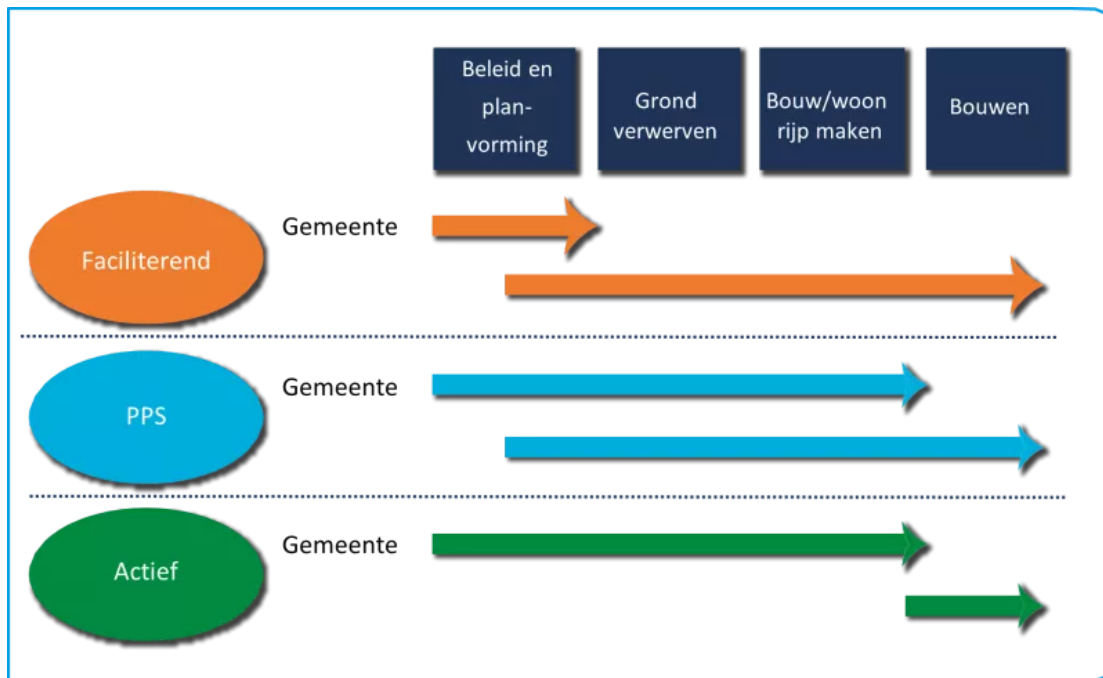 Beleid en
plan-
vorming
Grond
verwerven
Bouw/woon
rijp maken
Bouwen
Faciliterend
Gemeente
PPS
Gemeente
Actief
Gemeente